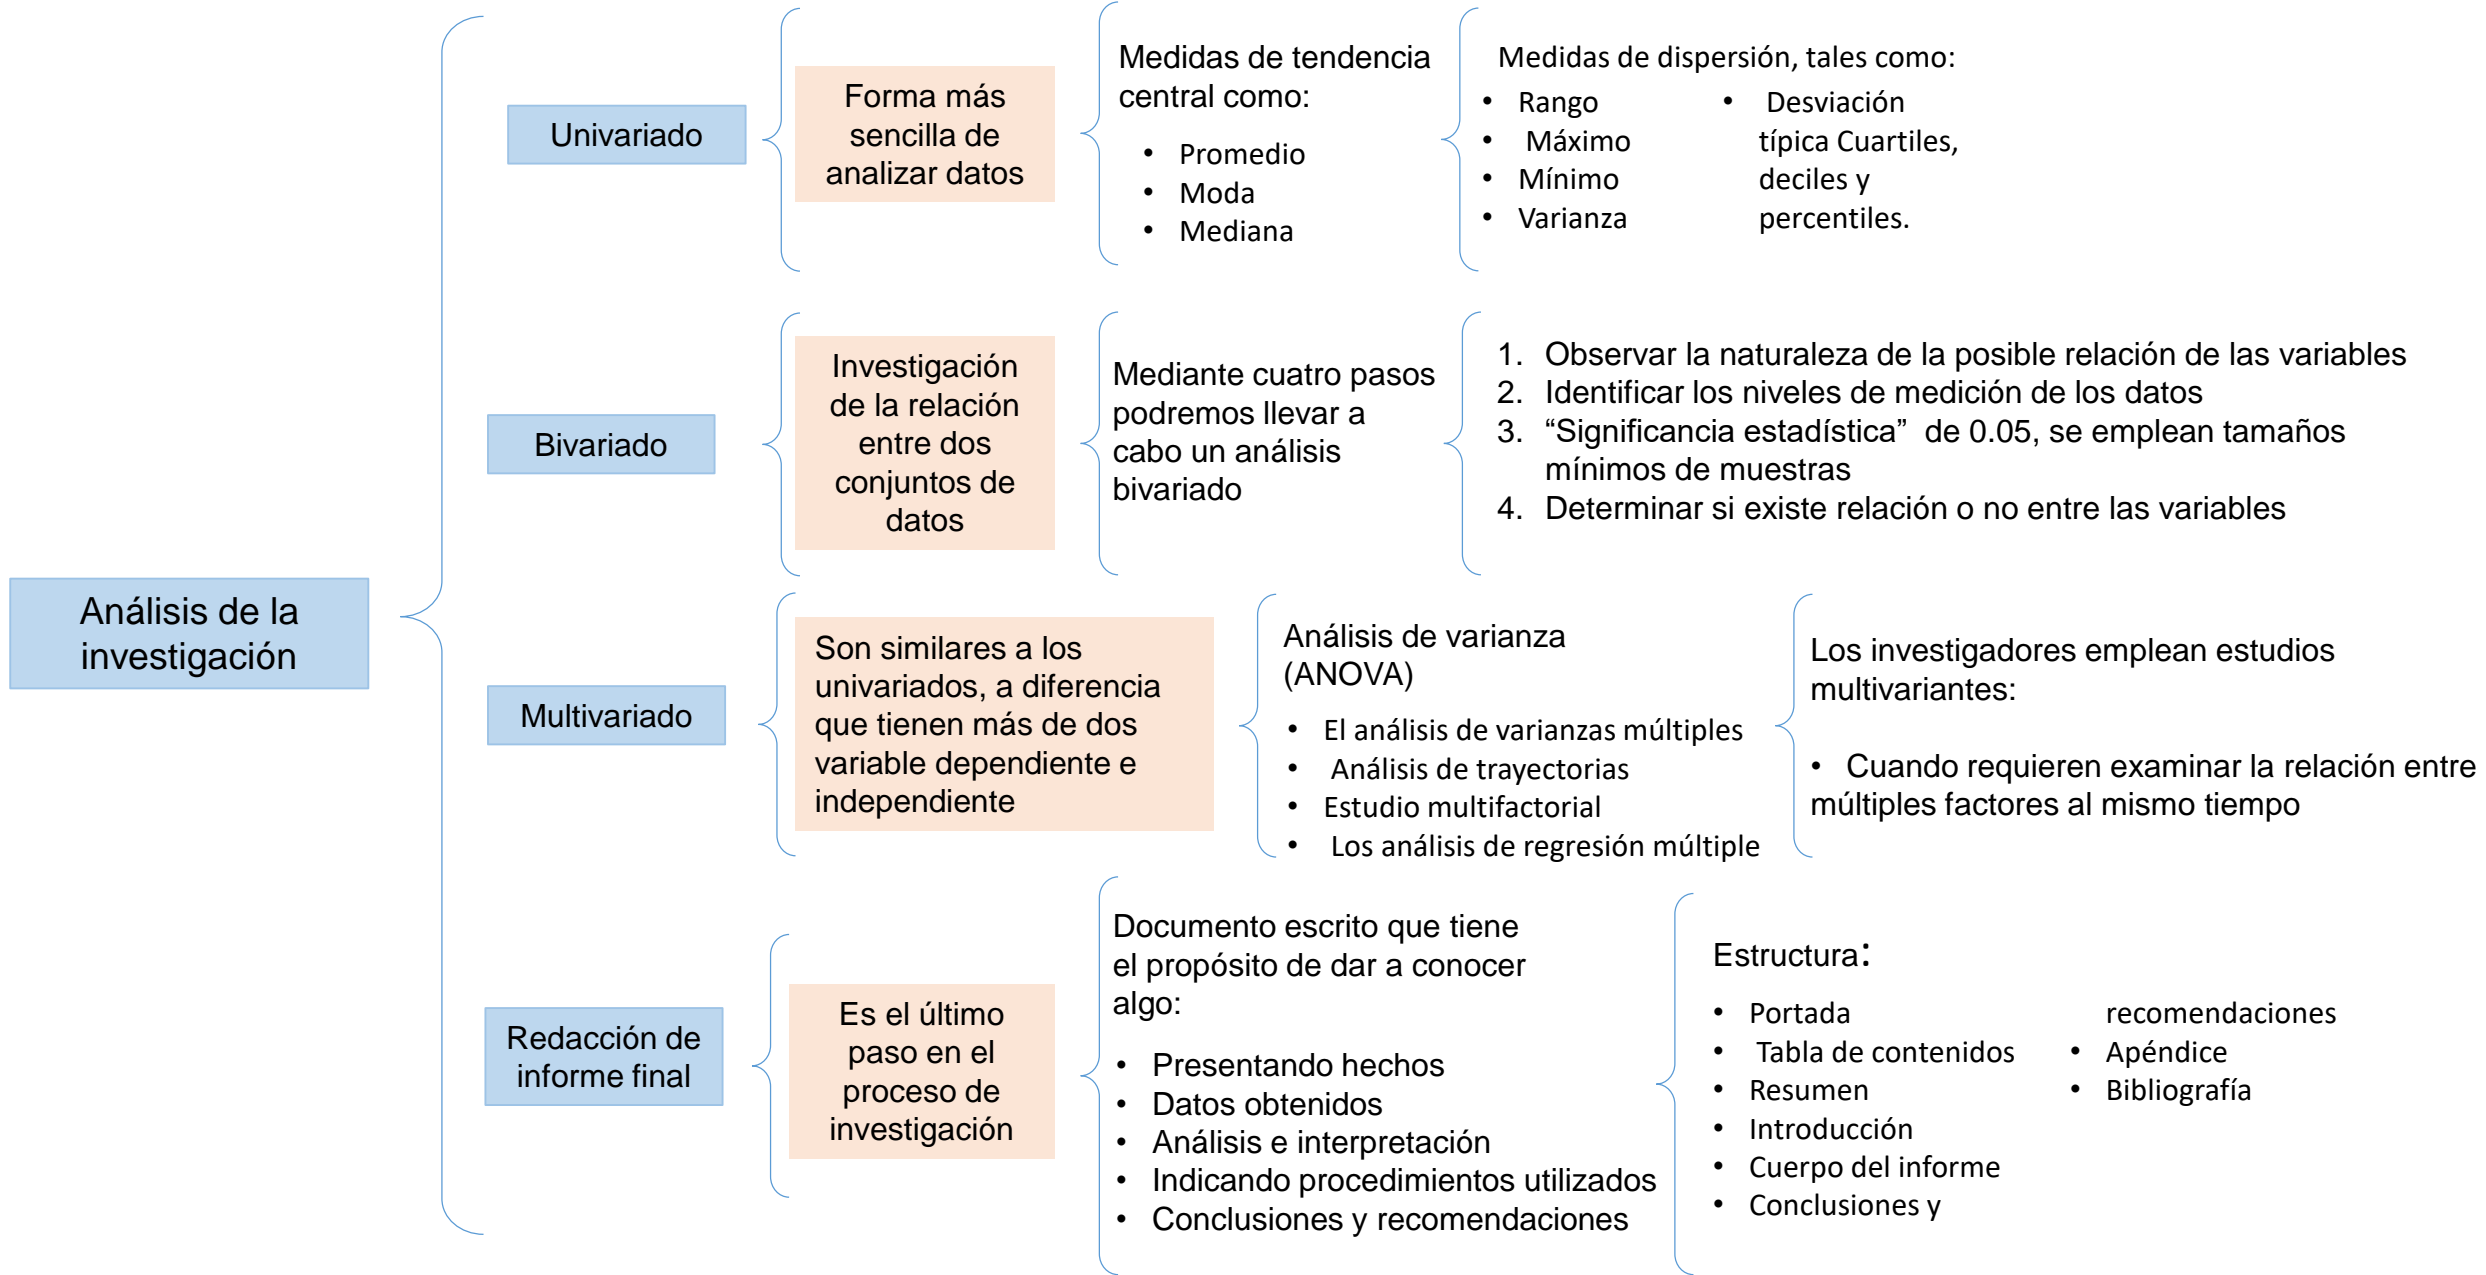 Análisis de la
investigación
Univariado
Forma más
sencilla de
analizar datos
Medidas de tendencia
central como:
• Promedio
• Moda
• Mediana
Medidas de dispersión, tales como:
• Rango
• Máximo
• Mínimo
• Varianza
• Desviación
típica Cuartiles,
deciles y
percentiles.
Bivariado
Investigación
de la relación
entre dos
conjuntos de
datos
Mediante cuatro pasos
podremos llevar a
cabo un análisis
bivariado
1. Observar la naturaleza de la posible relación de las variables
2. Identificar los niveles de medición de los datos
3. “Significancia estadística” de 0.05, se emplean tamaños
mínimos de muestras
4. Determinar si existe relación o no entre las variables
Multivariado
Son similares a los
univariados, a diferencia
que tienen más de dos
variable dependiente e
independiente
Análisis de varianza
(ANOVA)
• El análisis de varianzas múltiples
• Análisis de trayectorias
• Estudio multifactorial
• Los análisis de regresión múltiple
Los investigadores emplean estudios
multivariantes:
• Cuando requieren examinar la relación entre
múltiples factores al mismo tiempo
Redacción de
informe final
Es el último
paso en el
proceso de
investigación
Documento escrito que tiene
el propósito de dar a conocer
algo:
• Presentando hechos
• Datos obtenidos
• Análisis e interpretación
• Indicando procedimientos utilizados
• Conclusiones y recomendaciones
Estructura:
• Portada
• Tabla de contenidos
• Resumen
• Introducción
• Cuerpo del informe
• Conclusiones y
recomendaciones
• Apéndice
• Bibliografía